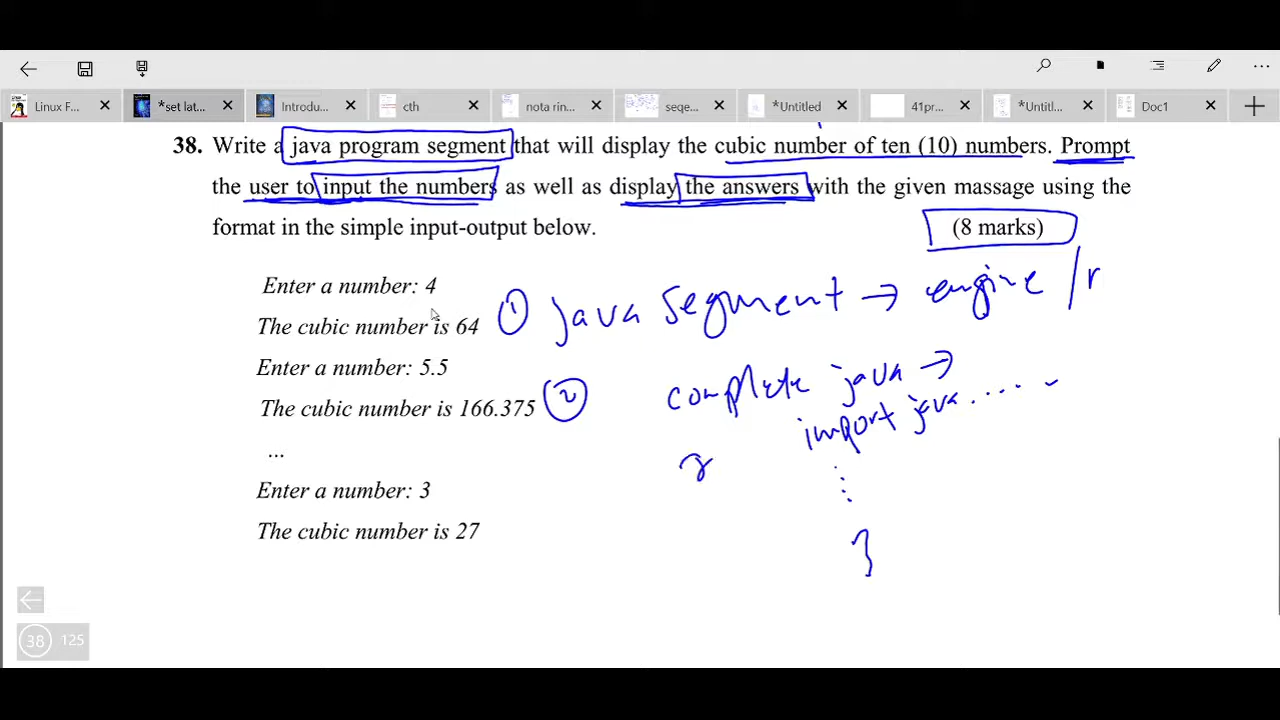 Linux F... *set lat... Introdu... cth nota rin... seqe... *Untitled 41pr... *Untitl... Doc1
38. Write a java program segment that will display the cubic number of ten (10) numbers. Prompt
the user to input the numbers as well as display the answers with the given massage using the
format in the simple input-output below. (8 marks)
Enter a number: 4
① java segment → engine /r
The cubic number is 64
Enter a number: 5.5
② complete java →
The cubic number is 166.375
import java.....
...
Enter a number: 3
The cubic number is 27
}
38 125